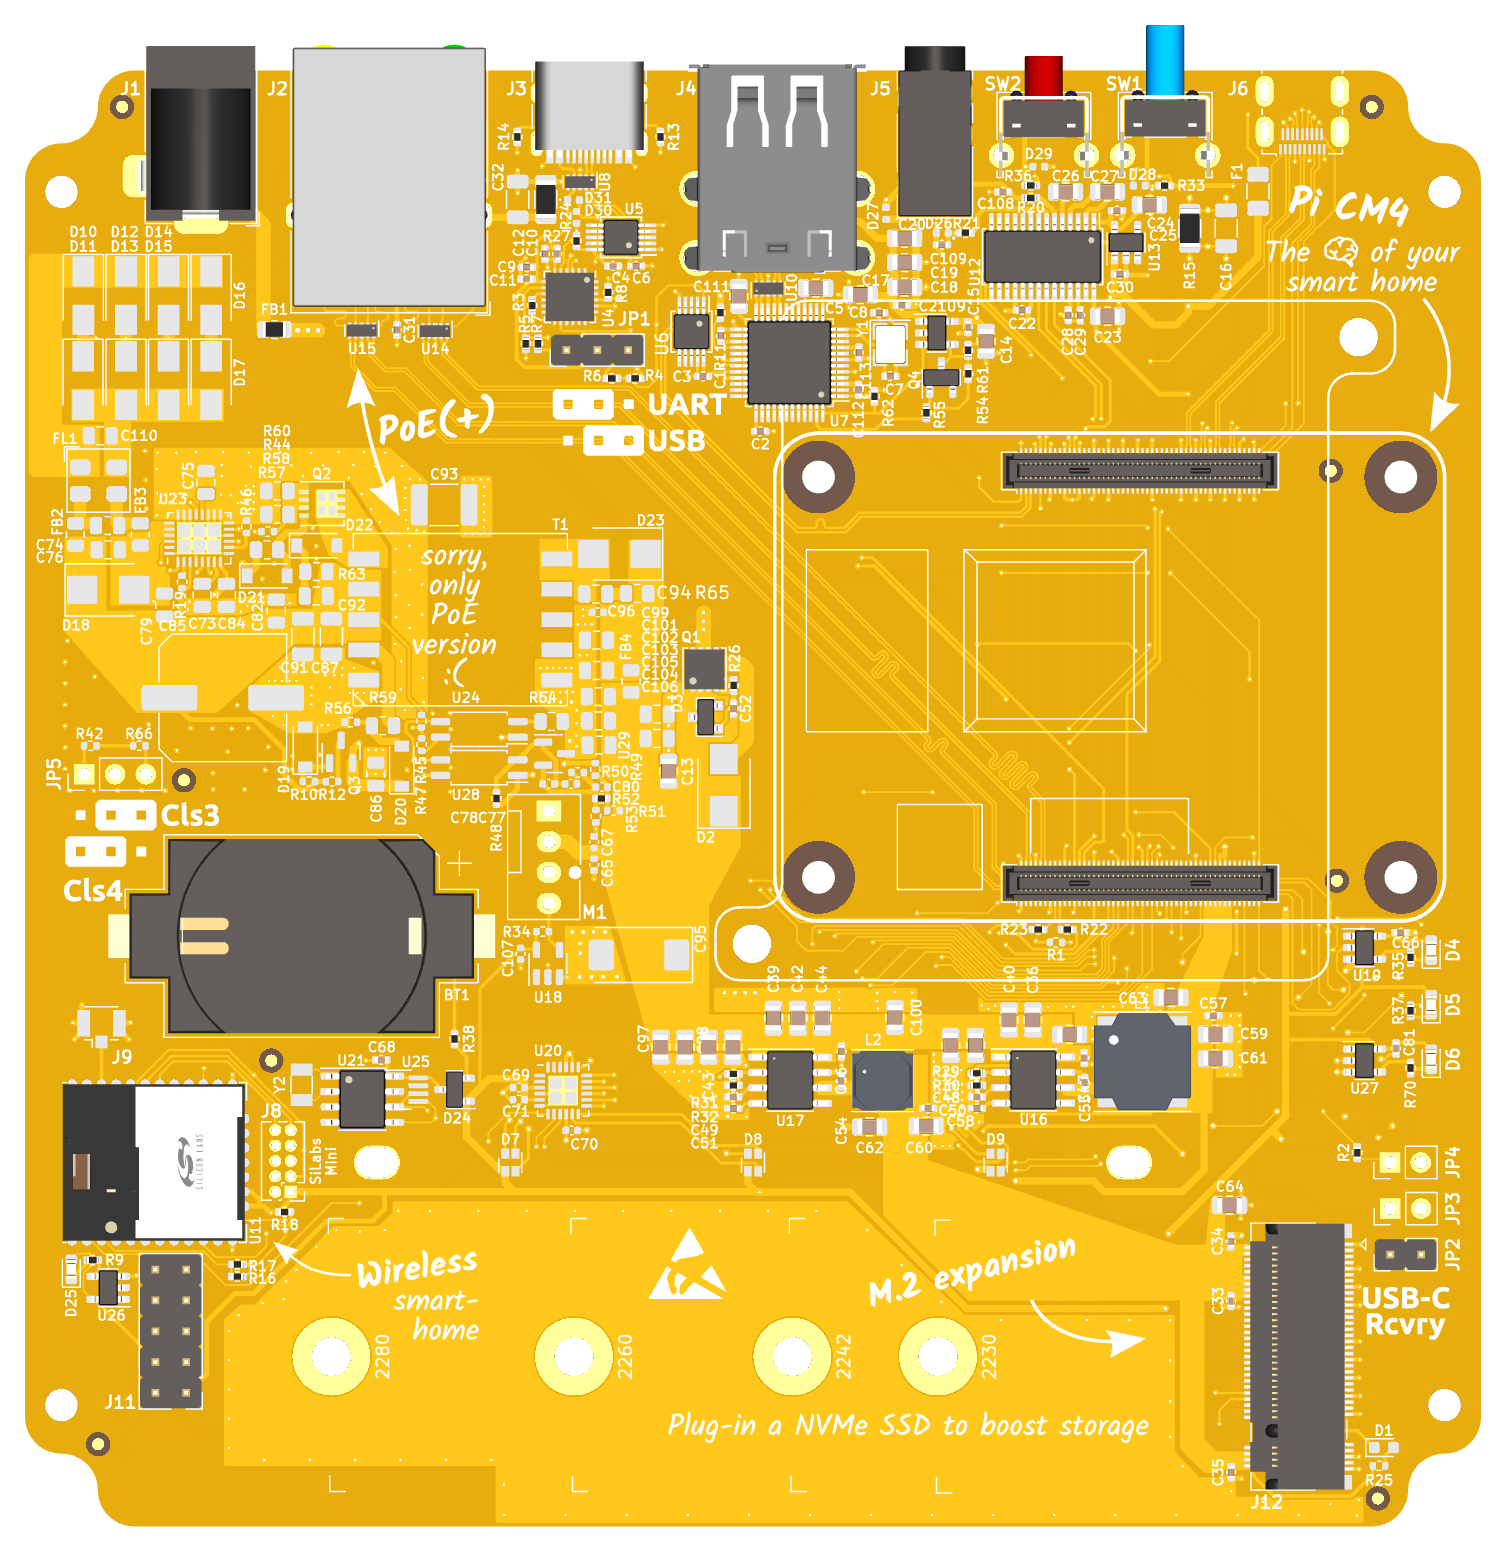 J1
J2
J3
J4
J5
SW2
SW1
J6
R14
R13
C32
U8
D31
D30
R24
U5
D29
R36
R20
C26
C27
D28
R33
F1
C108
D27
C20
D26
R21
C109
C19
C18
U12
C24
C25
U13
C30
R15
C16
Pi CM4
The of your
smart home
D10 D12 D14
D11 D13 D15
D16
D17
FB1
U15
C31
U14
C12
C10
R27
C9
C11
R3
R5
R7
U4
R8
C4
C6
JP1
R6
R4
C111
U10
C5
C8
C17
U6
C3
C1
R11
Y1
C13
C7
C2
U7
R62
C112
C21
C15
C14
Q4
R55
R54
R61
C22
C28
C29
C23
UART
USB
PoE(+)
FL1
C110
R60
R44
R58
R57
Q2
C75
U23
FB3
FB2
C74
C76
R46
D22
C93
T1
D23
sorry,
only
PoE
version
:(
D18
C79
C85
R19
C73
C84
D21
C82
R63
C92
C91
C87
C94
R65
C96
C99
C101
C102
C103
C105
C104
C106
FB4
Q1
R26
C52
D3
R59
U24
R64
R56
R42
R66
JP5
D19
R10
R12
Q3
C86
D20
R45
R47
U28
U29
R49
R50
C80
R52
R51
R53
C78
C77
R48
C67
C65
C13
D2
Cls3
Cls4
M1
R34
C107
U18
C95
BT1
R23
R22
R1
C66
U19
R35
D4
R37
D5
C81
U27
R70
D6
J9
Y2
U21
C68
U25
R38
D24
U20
C69
C71
C70
C97
C98
C39
C42
C44
C43
R31
R32
C49
C51
U17
C54
L2
C62
C60
C100
C40
C36
C48
C50
C58
U16
C53
C63
L1
C57
C59
C61
J8
SiLabs
Mini
SILICON LABS
U11
R18
D7
D8
D9
R2
JP4
JP3
JP2
C64
C34
C33
C35
USB-C
Rcvry
R9
D25
U26
R17
R16
J11
Wireless
smart-
home
M.2 expansion
2280
2260
2242
2230
Plug-in a NVMe SSD to boost storage
J12
D1
R25